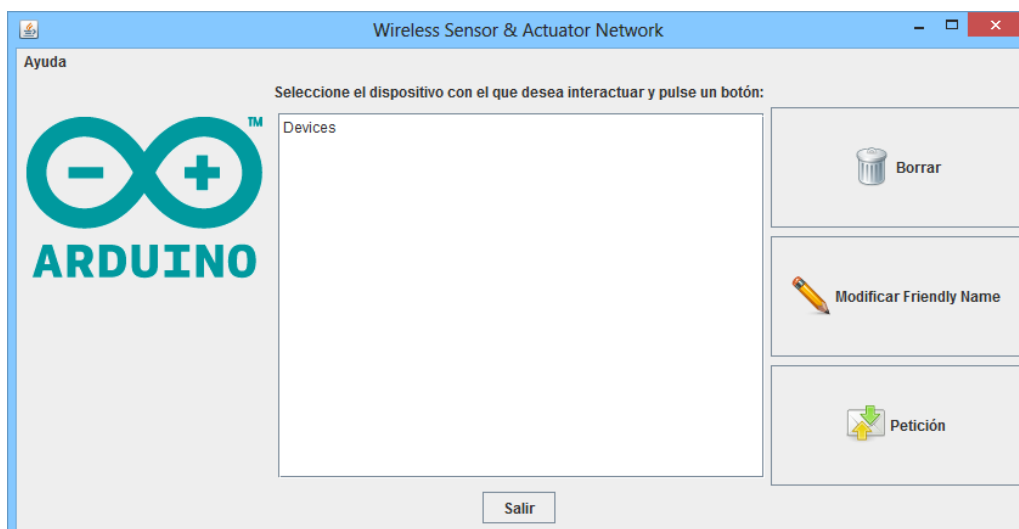 Wireless Sensor & Actuator Network
Ayuda
Seleccione el dispositivo con el que desea interactuar y pulse un botón:
TM
ARDUINO
Devices
Borrar
Modificar Friendly Name
Petición
Salir